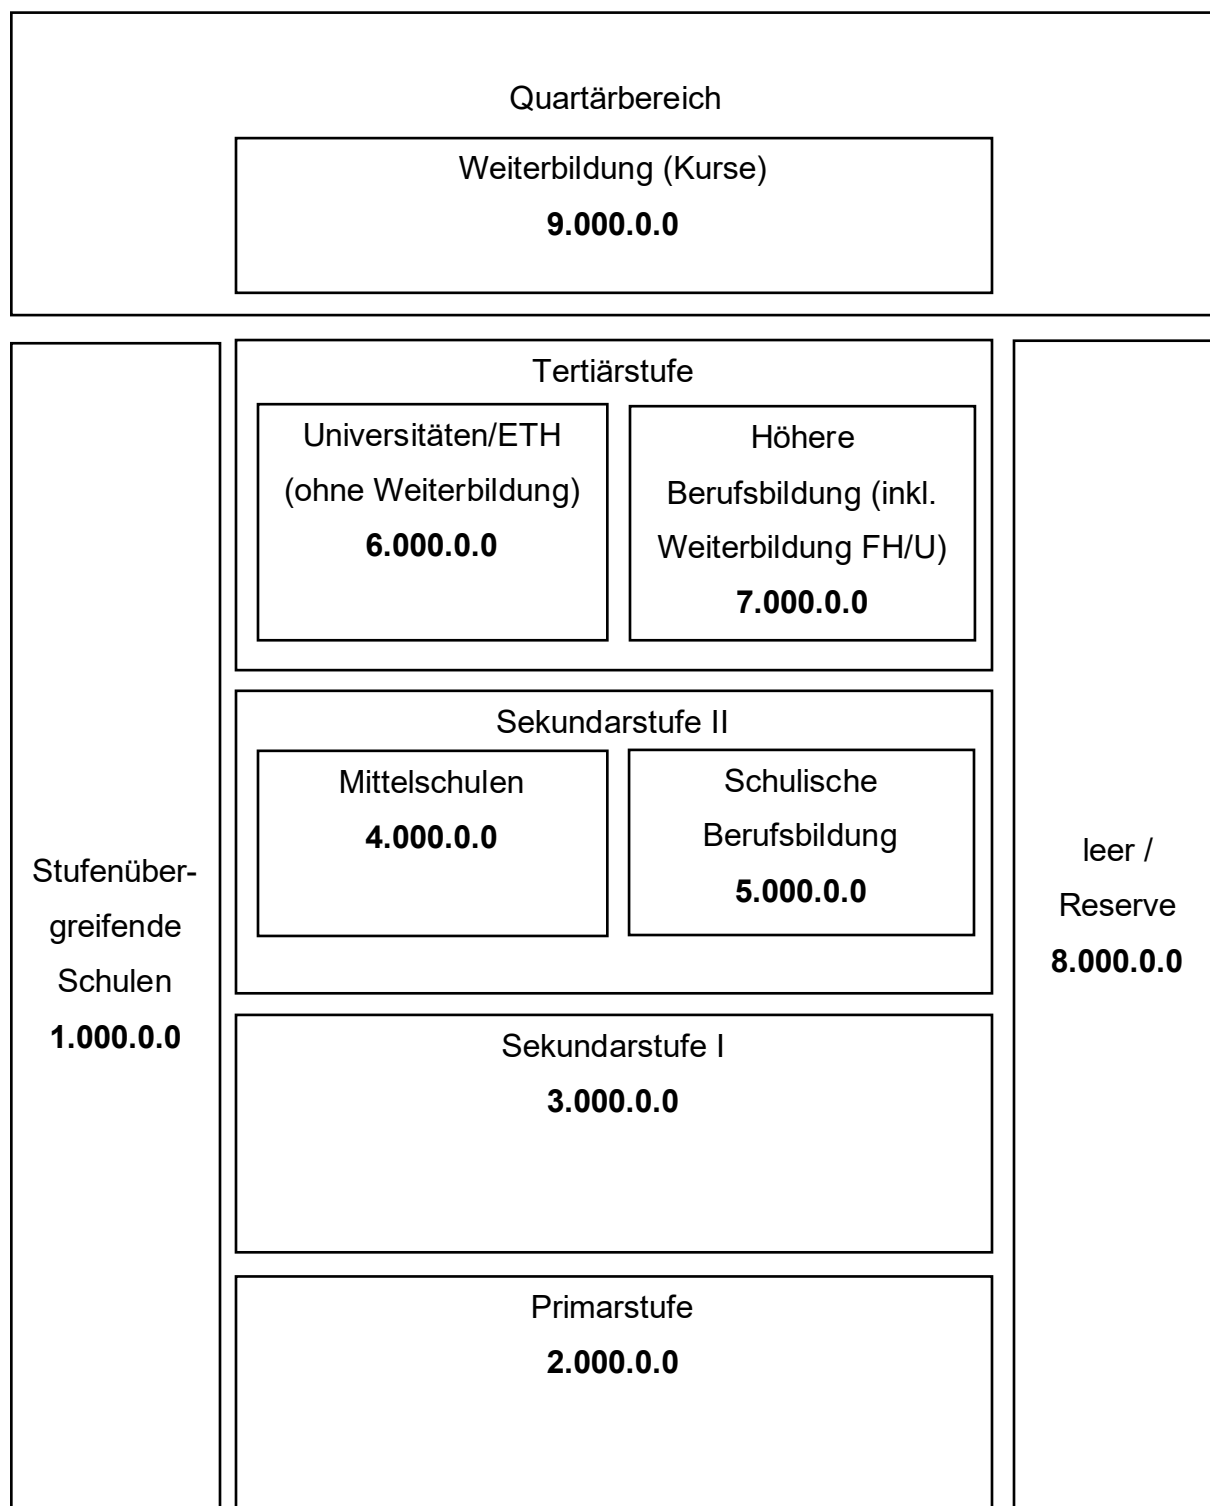 Quartärbereich
Weiterbildung (Kurse)
9.000.0.0
Tertiärstufe
Universitäten/ETH
(ohne Weiterbildung)
6.000.0.0
Höhere
Berufsbildung (inkl.
Weiterbildung FH/U)
7.000.0.0
Sekundarstufe II
Mittelschulen
4.000.0.0
Schulische
Berufsbildung
5.000.0.0
Stufenüber-
greifende
Schulen
1.000.0.0
leer /
Reserve
8.000.0.0
Sekundarstufe I
3.000.0.0
Primarstufe
2.000.0.0